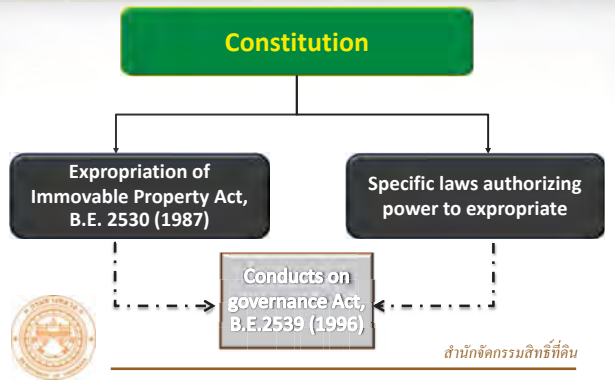 Constitution
Expropriation of
Immovable Property Act,
B.E. 2530 (1987)
Specific laws authorizing
power to expropriate
Conducts on
governance Act,
B.E.2539 (1996)
สำนักจัดกรรมสิทธิ์ที่ดิน